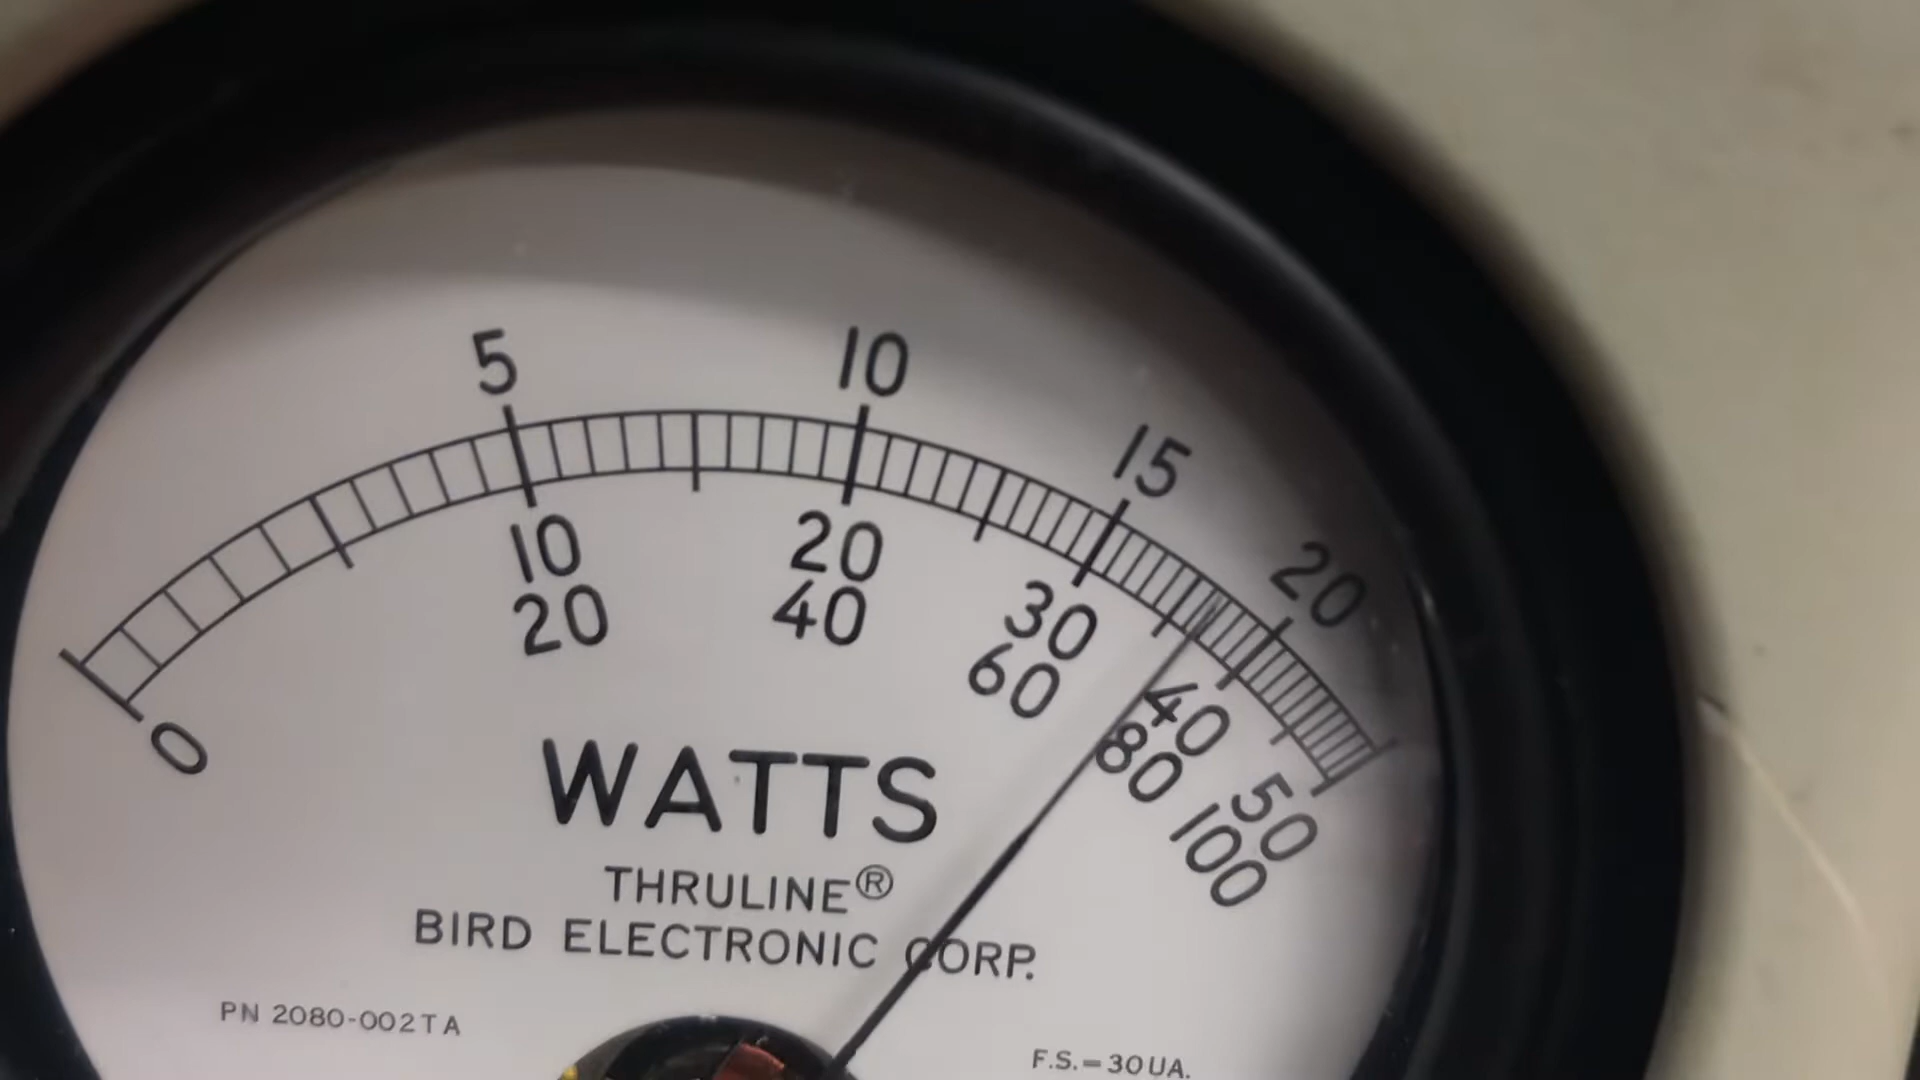 5 10 15 20
10 20 30 40 50
0 20 40 60 80 100
WATTS
THRULINE®
BIRD ELECTRONIC CORP.
PN 2080-002TA
F.S.=30UA.